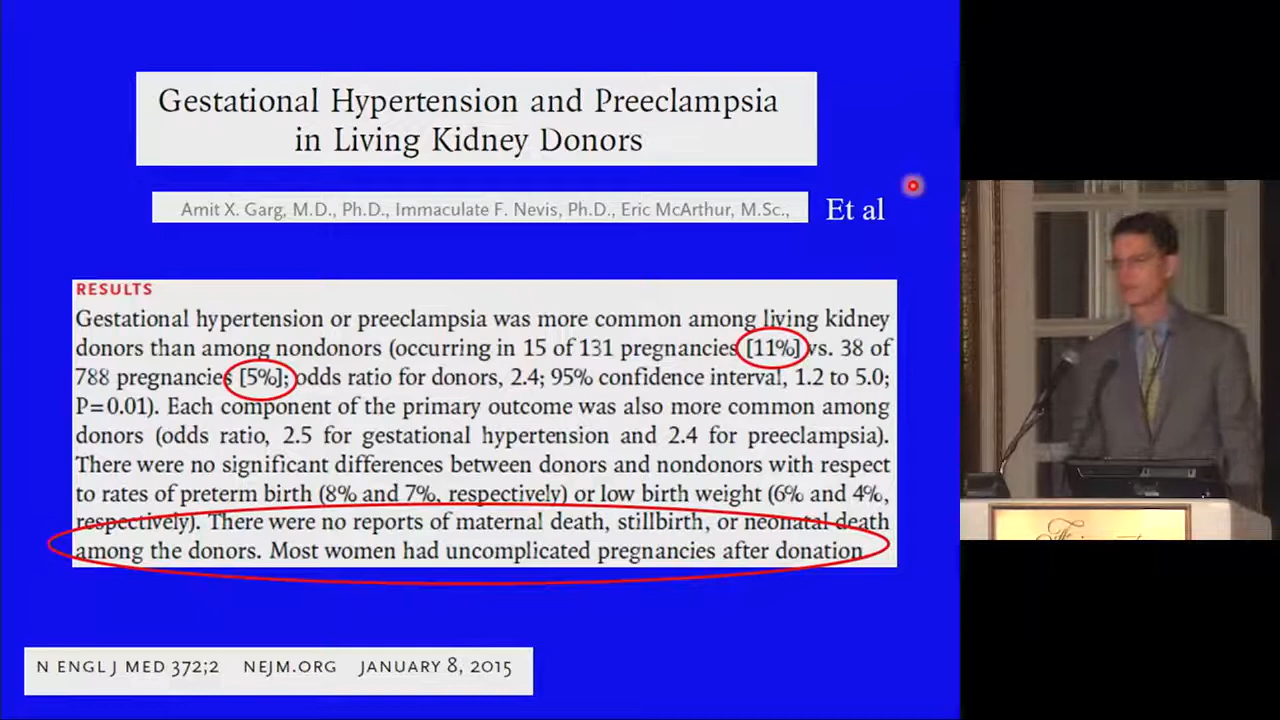 Gestational Hypertension and Preeclampsia
in Living Kidney Donors
Amit X. Garg, M.D., Ph.D., Immaculate F. Nevis, Ph.D., Eric McArthur, M.Sc.,
Et al
RESULTS
Gestational hypertension or preeclampsia was more common among living kidney
donors than among nondonors (occurring in 15 of 131 pregnancies [11%] vs. 38 of
788 pregnancies [5%]; odds ratio for donors, 2.4; 95% confidence interval, 1.2 to 5.0;
P=0.01). Each component of the primary outcome was also more common among
donors (odds ratio, 2.5 for gestational hypertension and 2.4 for preeclampsia).
There were no significant differences between donors and nondonors with respect
to rates of preterm birth (8% and 7%, respectively) or low birth weight (6% and 4%,
respectively). There were no reports of maternal death, stillbirth, or neonatal death
among the donors. Most women had uncomplicated pregnancies after donation
N ENGL J MED 372;2 NEJM.ORG JANUARY 8, 2015